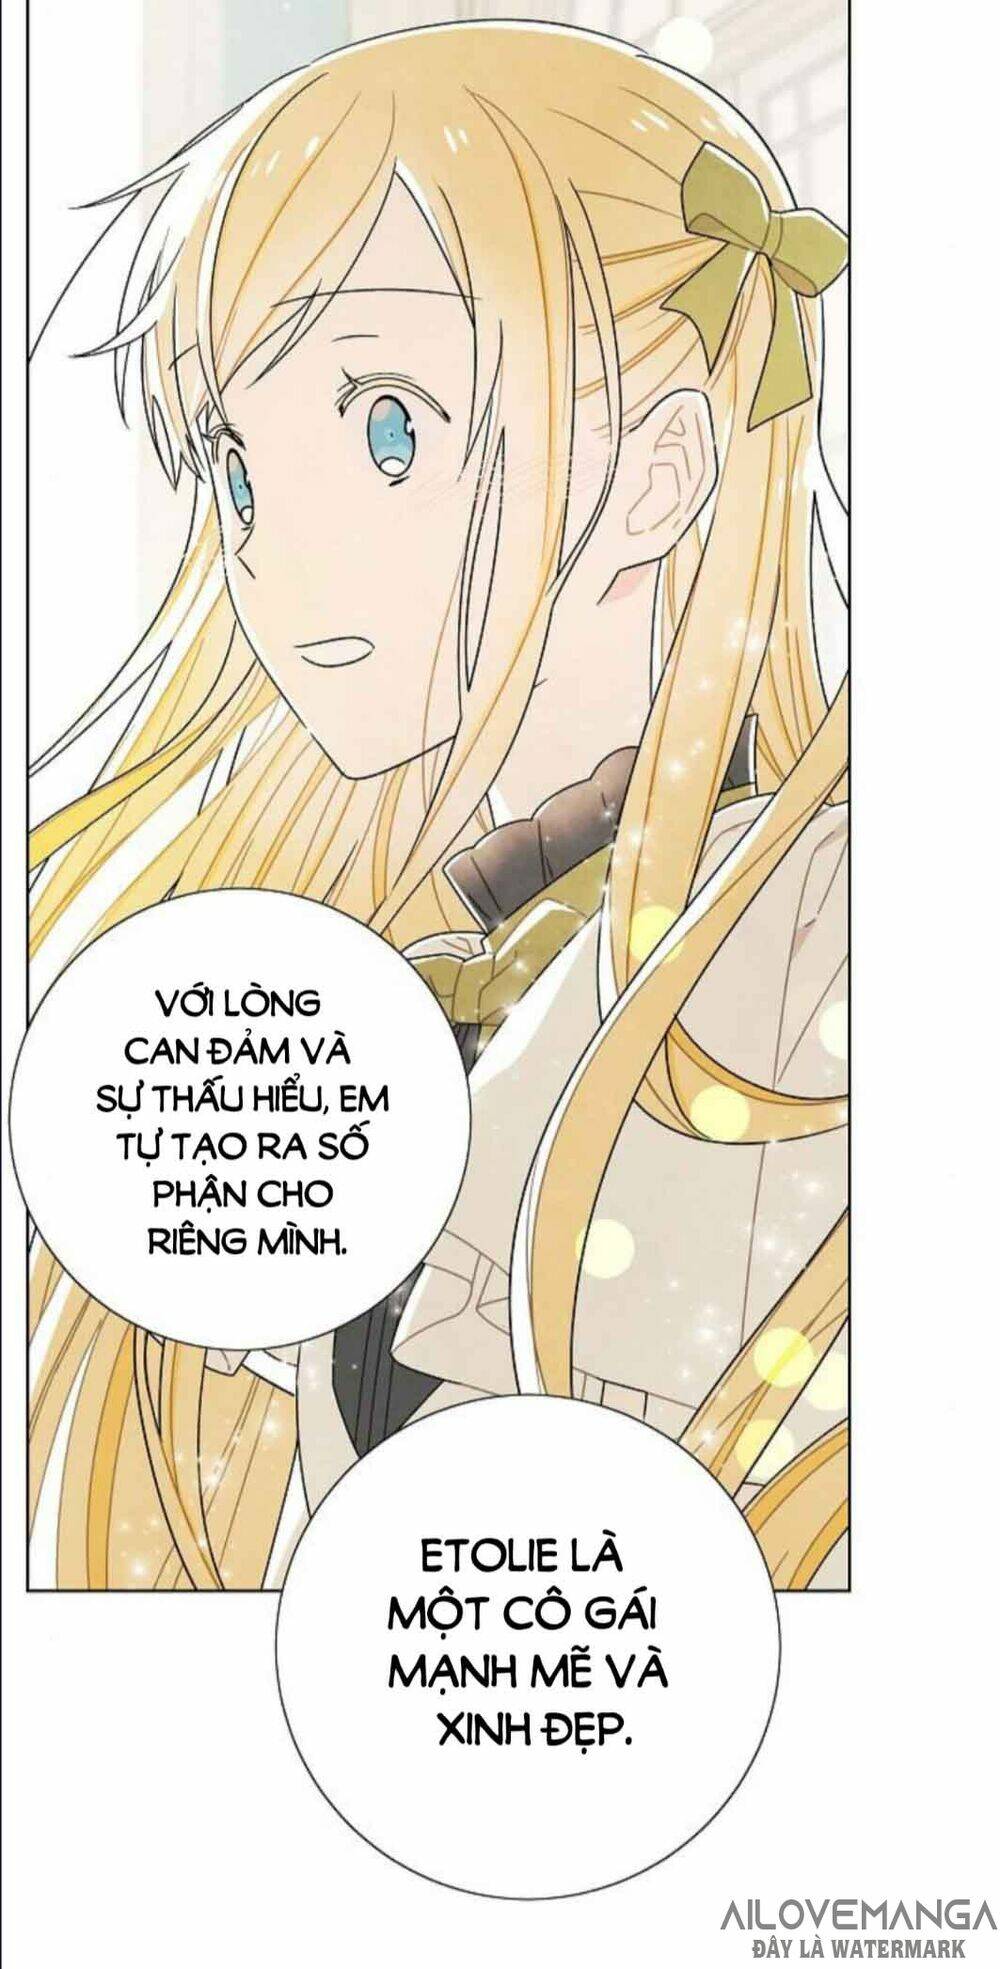 VỚI LÒNG
CAN ĐẢM VÀ
SỰ THẤU HIỂU, EM
TỰ TẠO RA SỐ
PHẬN CHO
RIÊNG MÌNH.
ETOLIE LÀ
MỘT CÔ GÁI
MẠNH MẼ VÀ
XINH ĐẸP.
AILOVEMANGA
ĐÂY LÀ WATERMARK